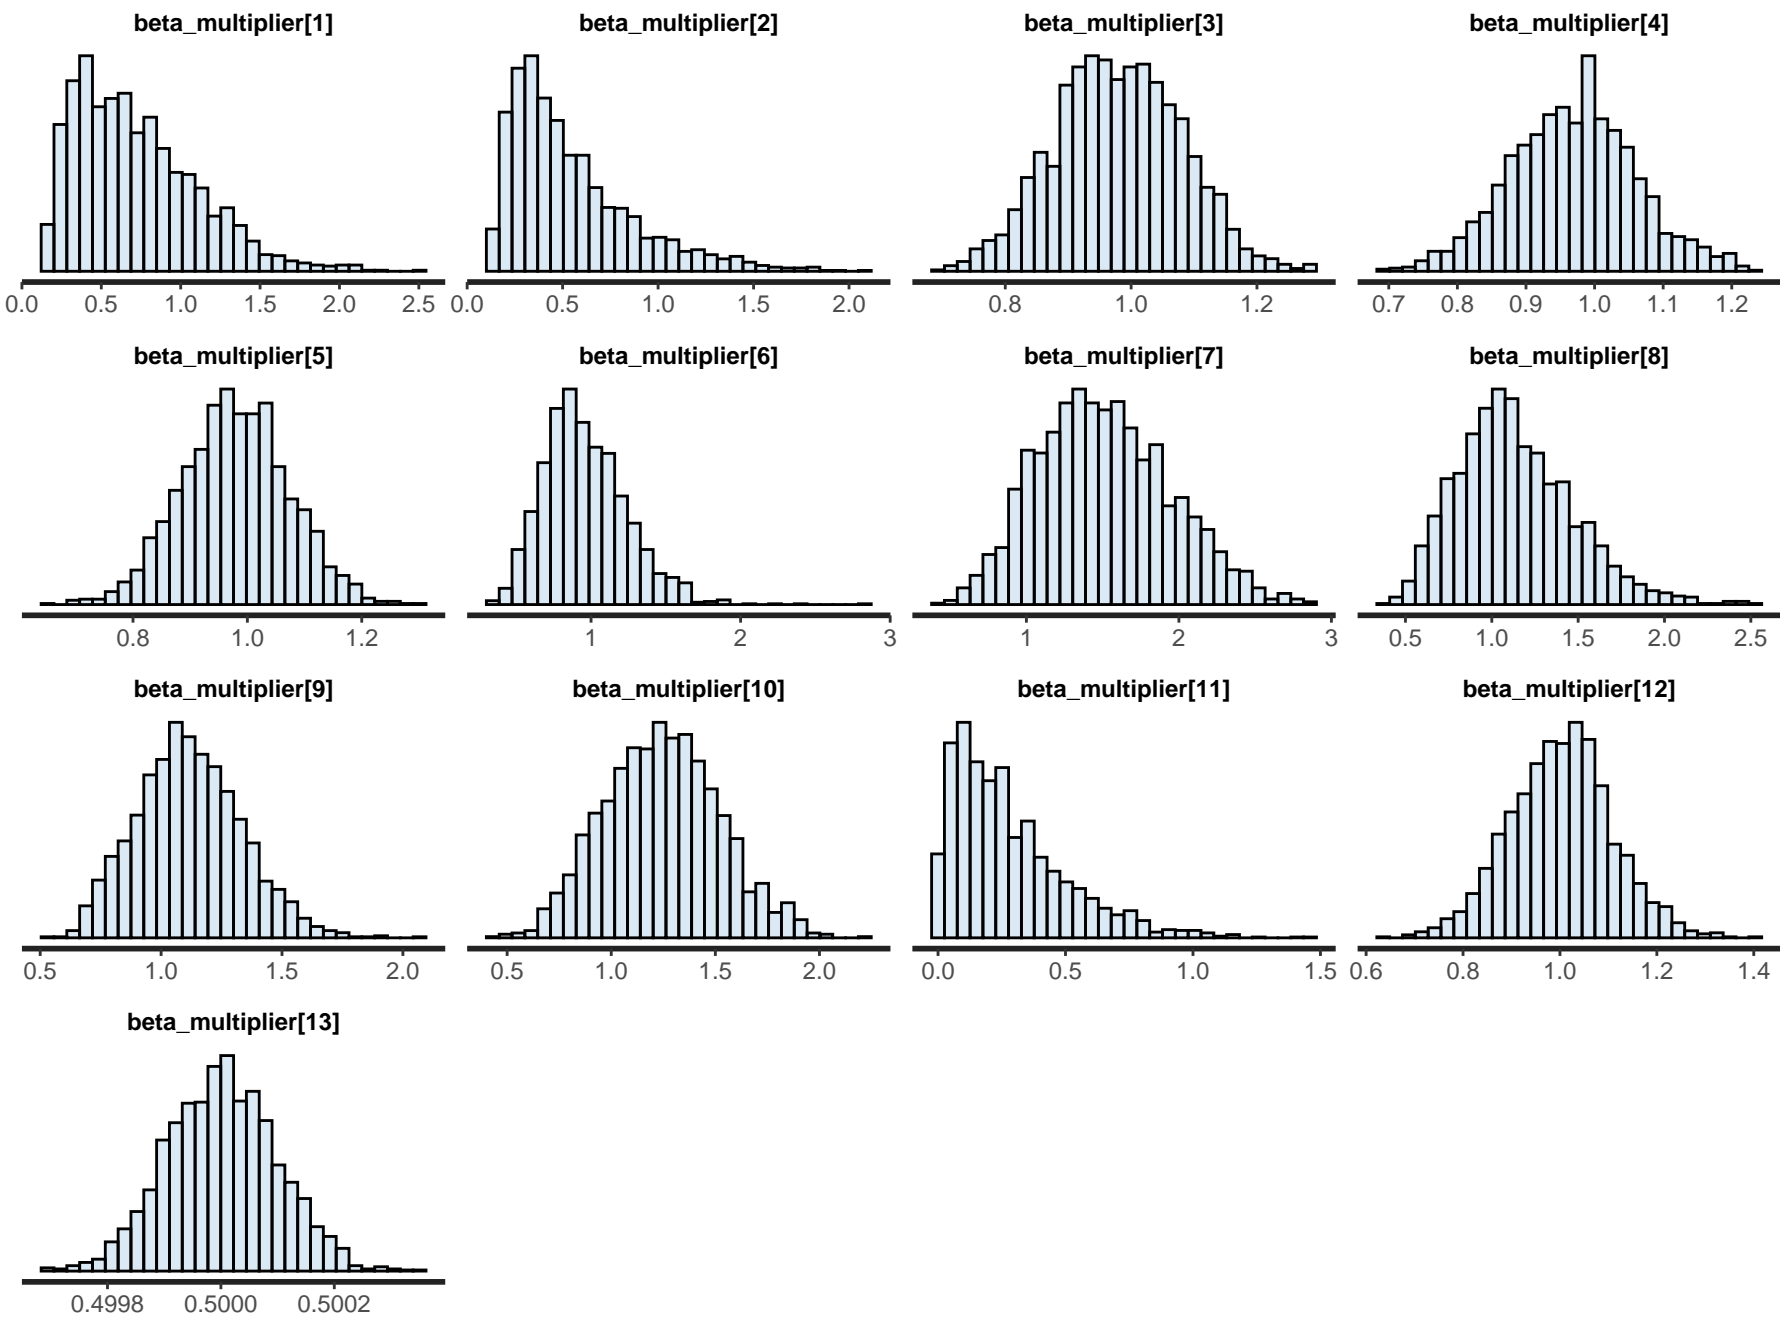 beta_multiplier[1] beta_multiplier[2] beta_multiplier[3] beta_multiplier[4]
0.0 0.5 1.0 1.5 2.0 2.5 0.0 0.5 1.0 1.5 2.0 0.8 1.0 1.2 0.7 0.8 0.9 1.0 1.1 1.2
beta_multiplier[5] beta_multiplier[6] beta_multiplier[7] beta_multiplier[8]
0.8 1.0 1.2 1 2 3 1 2 3 0.5 1.0 1.5 2.0 2.5
beta_multiplier[9] beta_multiplier[10] beta_multiplier[11] beta_multiplier[12]
0.5 1.0 1.5 2.0 0.5 1.0 1.5 2.0 0.0 0.5 1.0 1.5 0.6 0.8 1.0 1.2 1.4
beta_multiplier[13]
0.4998 0.5000 0.5002